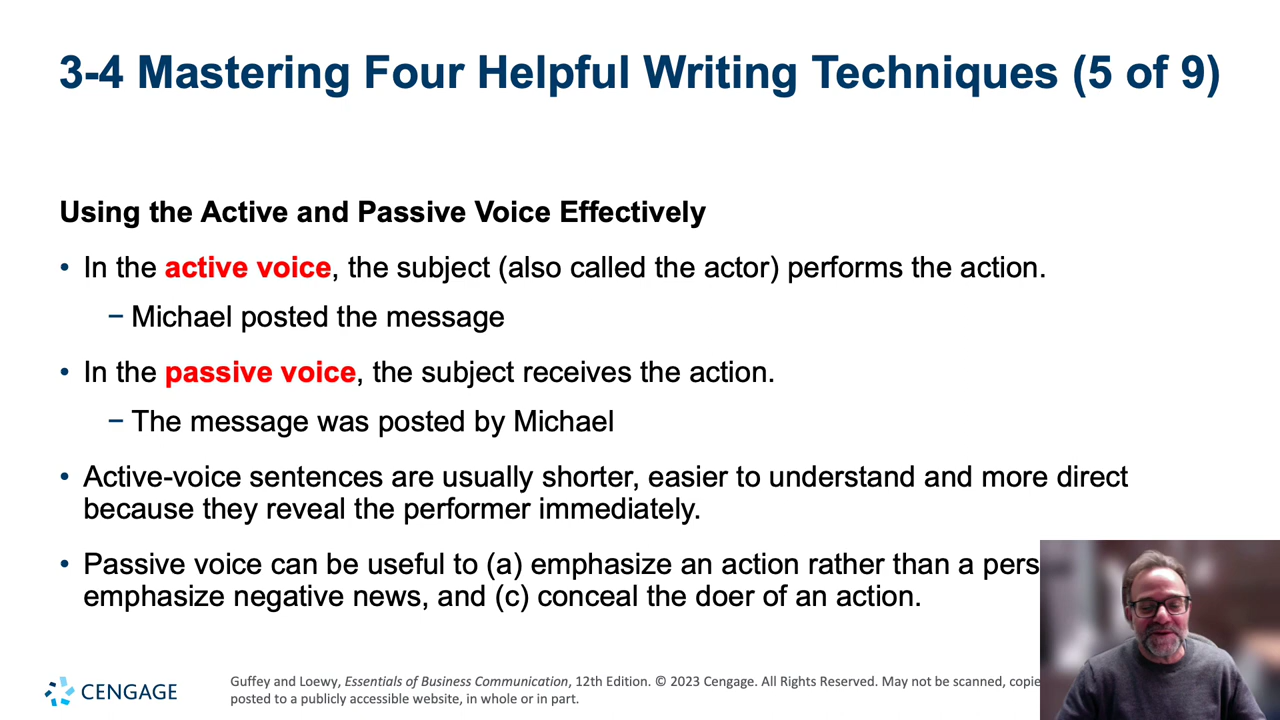 3-4 Mastering Four Helpful Writing Techniques (5 of 9)
Using the Active and Passive Voice Effectively
• In the active voice, the subject (also called the actor) performs the action.
– Michael posted the message
• In the passive voice, the subject receives the action.
– The message was posted by Michael
• Active-voice sentences are usually shorter, easier to understand and more direct
because they reveal the performer immediately.
• Passive voice can be useful to (a) emphasize an action rather than a
emphasize negative news, and (c) conceal the doer of an action.
CENGAGE
Guffey and Loewy, Essentials of Business Communication, 12th Edition. © 2023 Cengage. All Rights Reserved. May not be scanned,
posted to a publicly accessible website, in whole or in part.